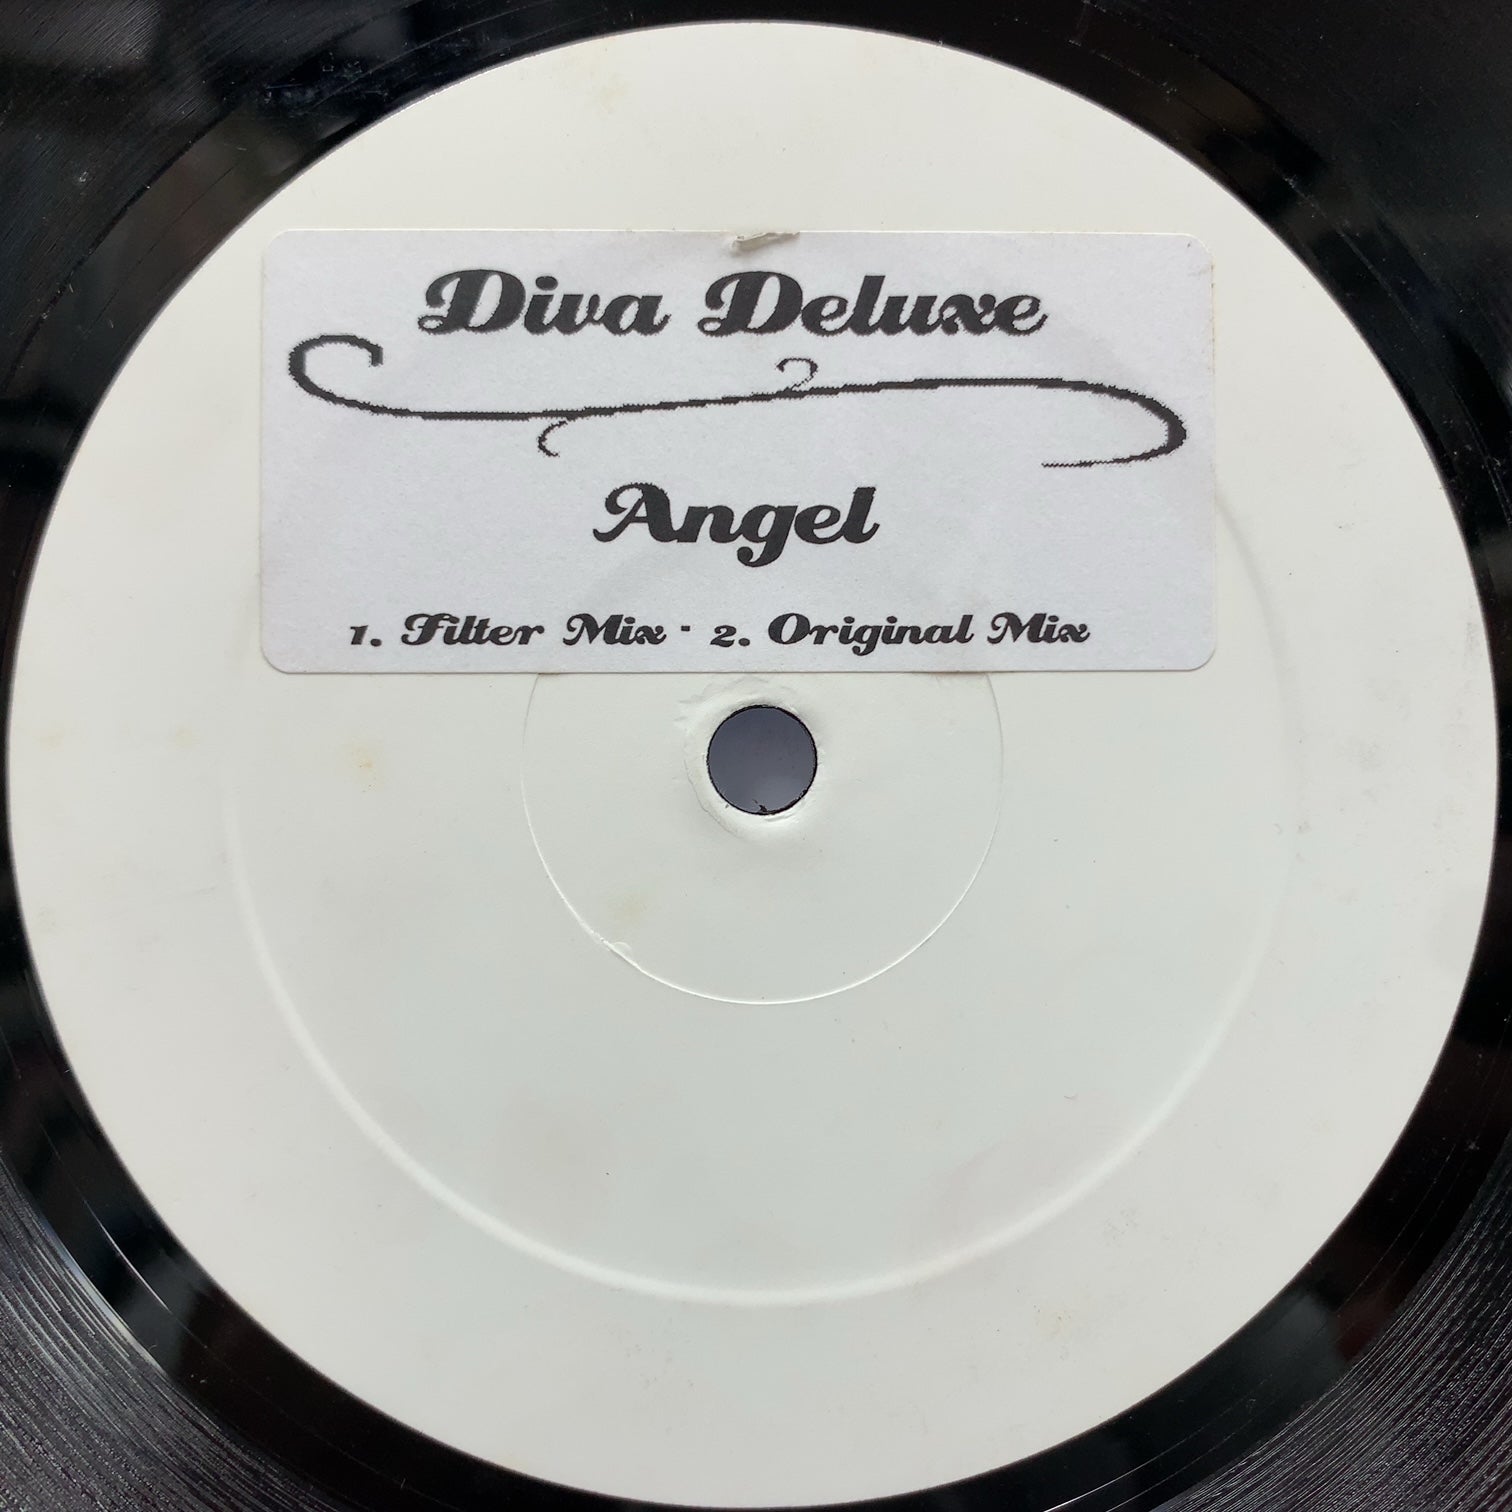 Diva Deluxe
Angel
1. Filter Mix - 2. Original Mix